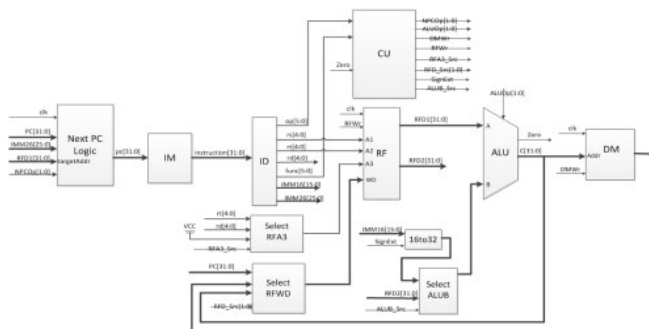 NPCOp[1:0]
ALUOp[1:0]
DMWr
RFWr
RFA3_Src
RFD_Src[1:0]
SignExt
ALUB_Src
CU
Zero
ALUOp[1:0]
clk
PC[31:0]
IMM26[25:0]
RFD1[31:0]
targetAddr
NPCOp[1:0]
Next PC
Logic
pc[31:0]
IM
instruction[31:0]
ID
op[5:0]
rs[4:0]
rt[4:0]
rd[4:0]
func[5:0]
IMM16[15:0]
IMM26[25:0]
clk
RFWr
A1
A2
A3
WD
RF
RFD1[31:0]
RFD2[31:0]
A
B
ALU
Zero
C[31:0]
clk
Addr
DMWr
DM
VCC
rt[4:0]
rd[4:0]
RFA3_Src
Select
RFA3
PC[31:0]
RFD_Src[1:0]
Select
RFWD
IMM16[15:0]
SignExt
16to32
RFD2[31:0]
ALUB_Src
Select
ALUB